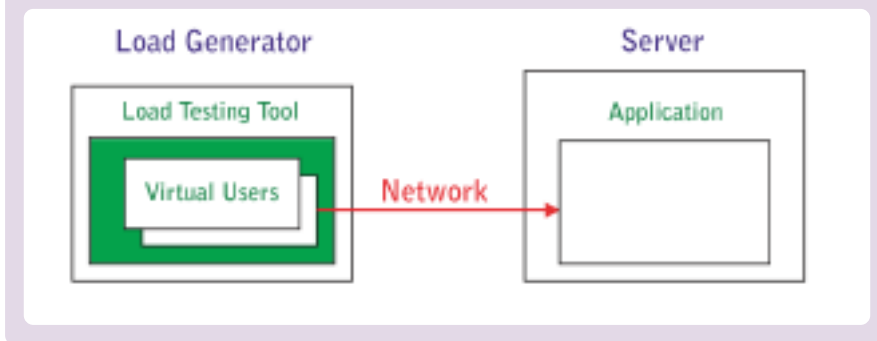 Load Generator
Server
Load Testing Tool
Application
Virtual Users
Network